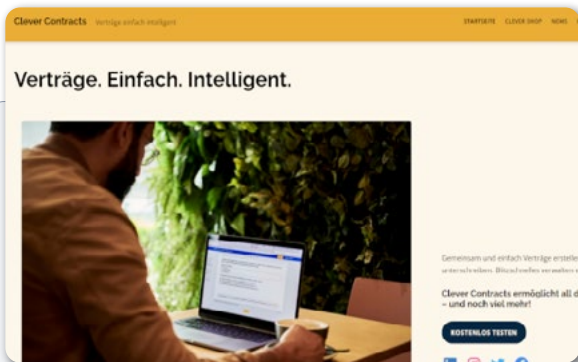 Clever Contracts Verträge einfach intelligent
STARTSEITE CLEVER SHOP NEWS
Verträge. Einfach. Intelligent.
Gemeinsam und einfach Verträge erstelle
unterschreiben. Blitzschnelles verwalten
Clever Contracts ermöglicht all d
– und noch viel mehr!
KOSTENLOS TESTEN